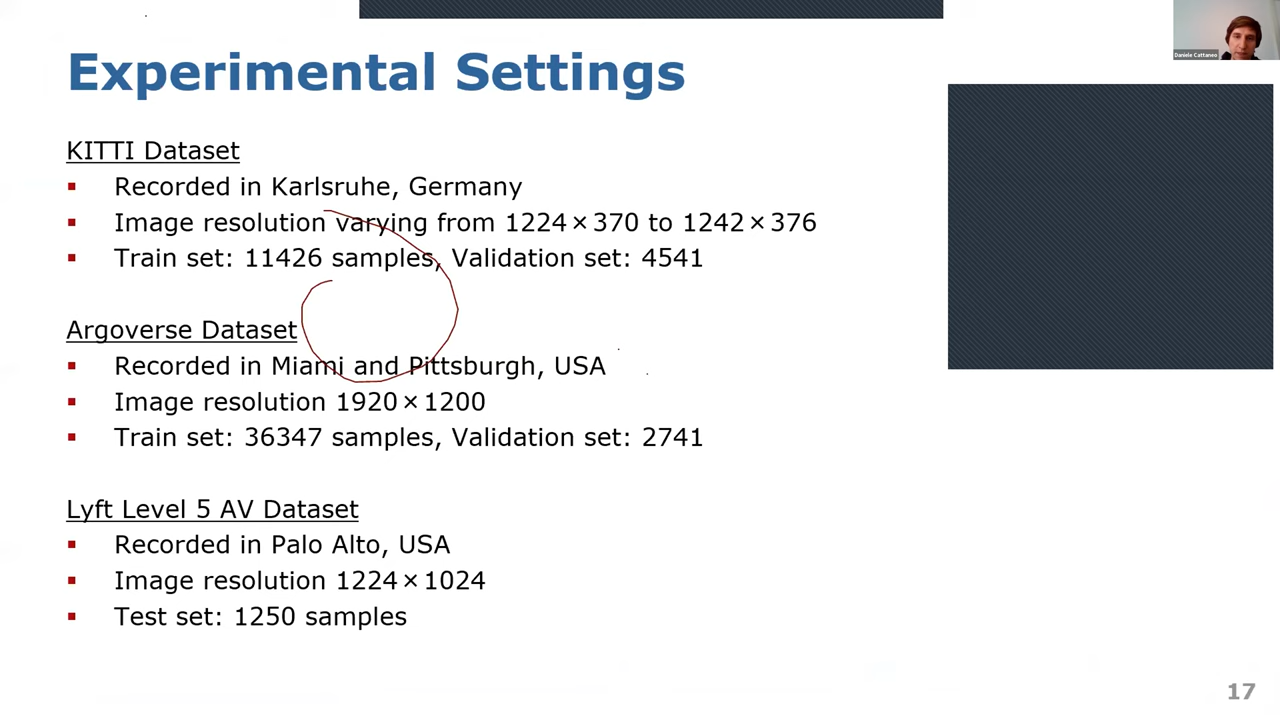 Experimental Settings
Daniele Cattaneo
KITTI Dataset
Recorded in Karlsruhe, Germany
Image resolution varying from 1224×370 to 1242×376
Train set: 11426 samples, Validation set: 4541
Argoverse Dataset
Recorded in Miami and Pittsburgh, USA
Image resolution 1920×1200
Train set: 36347 samples, Validation set: 2741
Lyft Level 5 AV Dataset
Recorded in Palo Alto, USA
Image resolution 1224×1024
Test set: 1250 samples
17